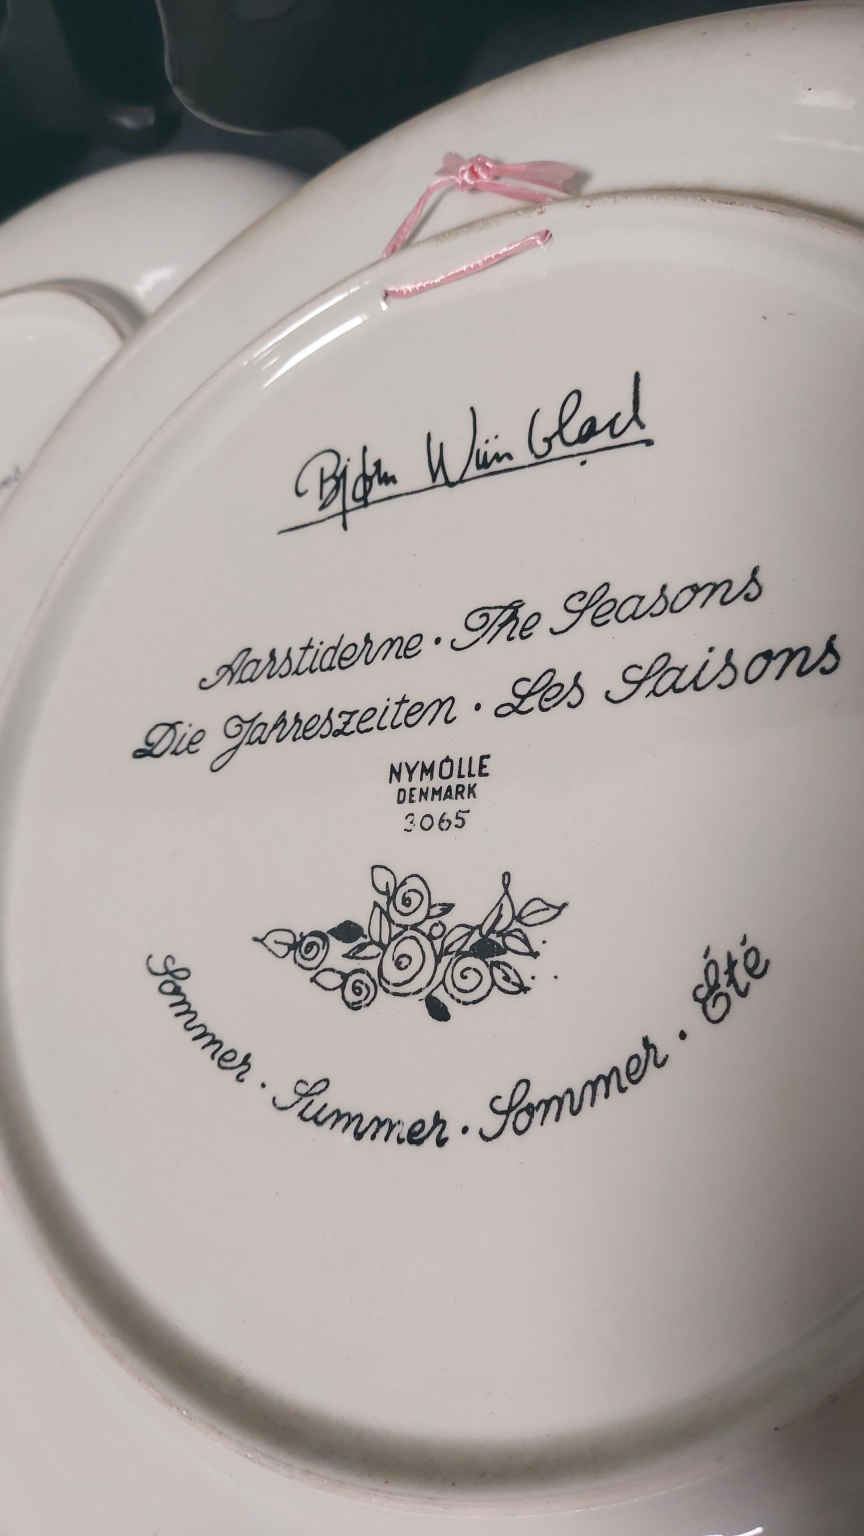 Bjørn Wiinblad
Aarstiderne · The Seasons
Die Jahreszeiten · Les Saisons
NYMÖLLE
DENMARK
3065
Sommer · Summer · Sommer · Été